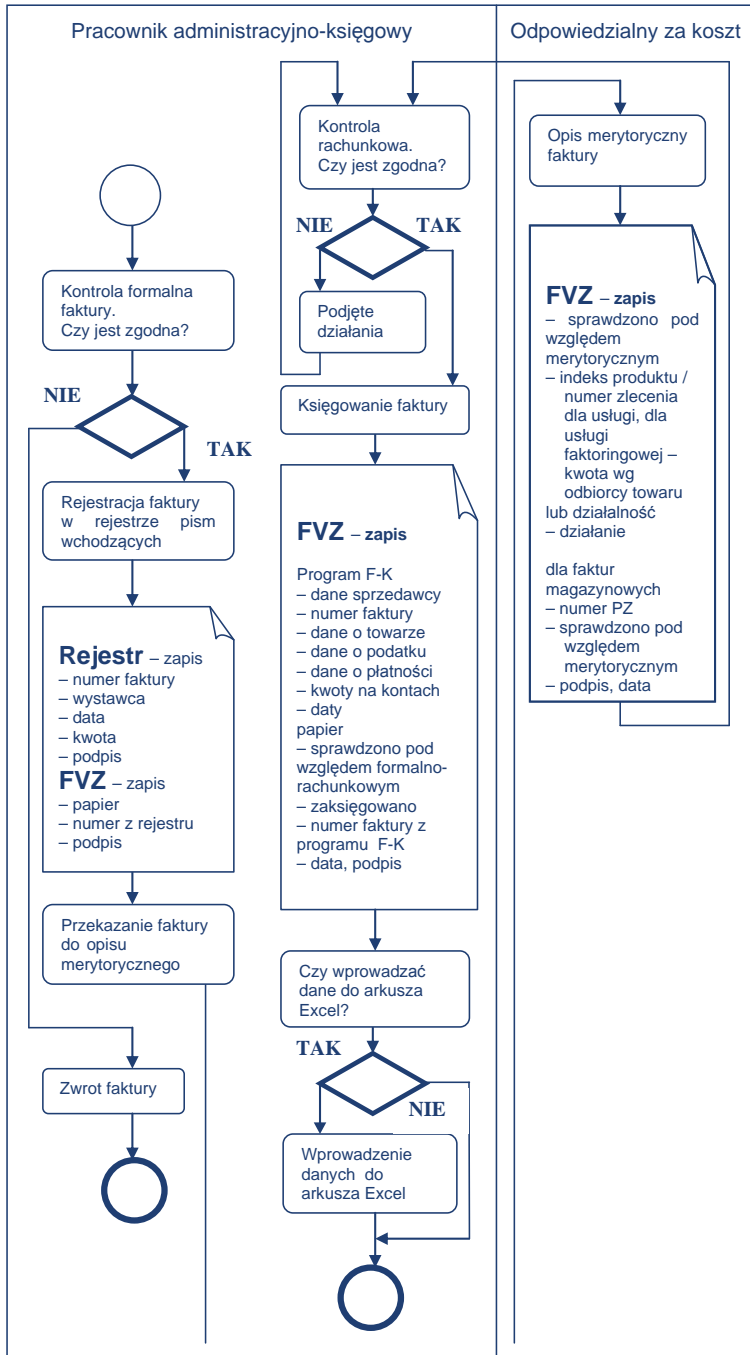 Pracownik administracyjno-księgowy
Odpowiedzialny za koszt
Kontrola formalna
faktury.
Czy jest zgodna?
NIE
TAK
Rejestracja faktury
w rejestrze pism
wchodzących
Rejestr – zapis
– numer faktury
– wystawca
– data
– kwota
– podpis
FVZ – zapis
– papier
– numer z rejestru
– podpis
Przekazanie faktury
do opisu
merytorycznego
Zwrot faktury
Kontrola
rachunkowa.
Czy jest zgodna?
NIE
TAK
Podjęte
działania
Księgowanie faktury
FVZ – zapis
Program F-K
– dane sprzedawcy
– numer faktury
– dane o towarze
– dane o podatku
– dane o płatności
– kwoty na kontach
– daty
papier
– sprawdzono pod
względem formalno-
rachunkowym
– zaksięgowano
– numer faktury z
programu F-K
– data, podpis
Czy wprowadzać
dane do arkusza
Excel?
TAK
NIE
Wprowadzenie
danych do
arkusza Excel
Opis merytoryczny
faktury
FVZ – zapis
– sprawdzono pod
względem
merytorycznym
– indeks produktu /
numer zlecenia
dla usługi, dla
usługi
faktoringowej –
kwota wg
odbiorcy towaru
lub działalność
– działanie
dla faktur
magazynowych
– numer PZ
– sprawdzono pod
względem
merytorycznym
– podpis, data